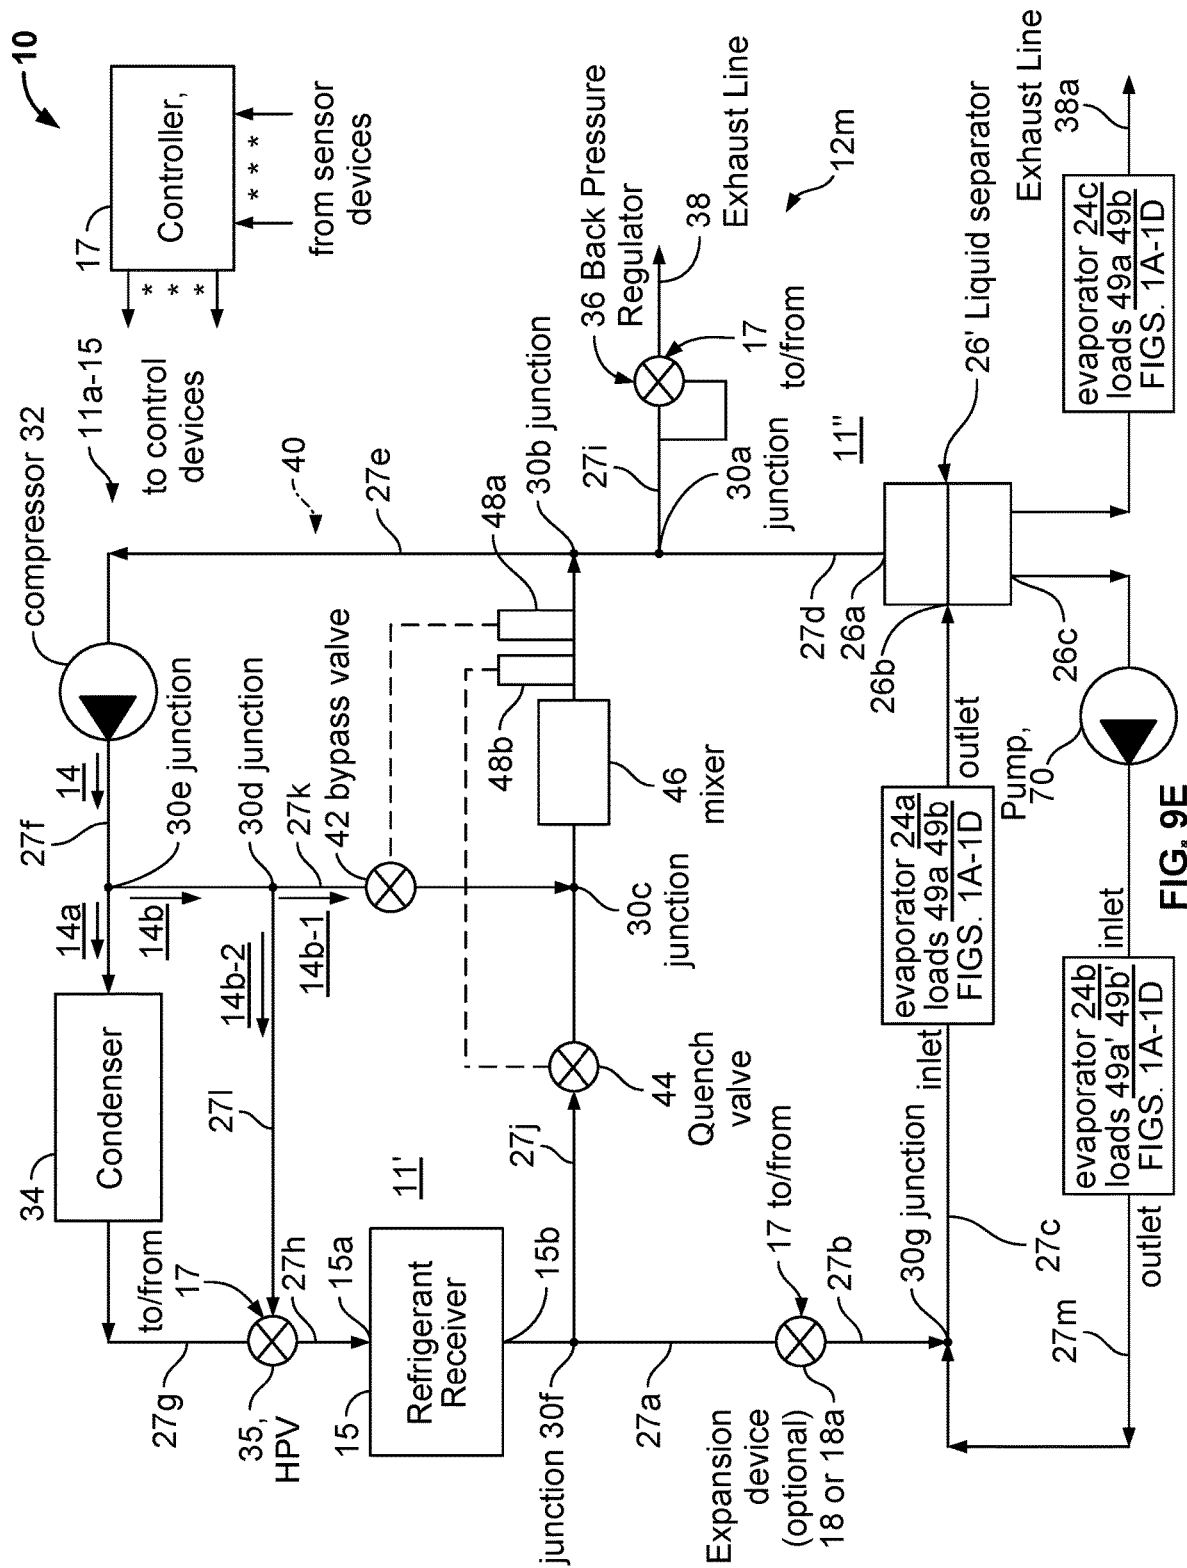 10
17
Controller,
* * *
from sensor
devices
* * *
to control
devices
11a-15
compressor 32
14
27f
30e junction
14a
14b
30d junction
27k
42 bypass valve
14b-1
14b-2
40
27e
48a
48b
30b junction
36 Back Pressure
Regulator
38
Exhaust Line
12m
17
to/from
27i
30a
junction
11"
34
Condenser
27l
to/from
17
27g
35,
HPV
27h
15a
15
Refrigerant
Receiver
11'
15b
junction 30f
27j
44
Quench
valve
30c
junction
46
mixer
27d
26a
26b
26c
26' Liquid separator
Exhaust Line
38a
evaporator 24c
loads 49a 49b
FIGS. 1A-1D
27a
Expansion
device
(optional)
18 or 18a
17 to/from
27b
30g junction
27c
inlet
evaporator 24a
loads 49a 49b
FIGS. 1A-1D
outlet
Pump,
70
inlet
evaporator 24b
loads 49a' 49b'
FIGS. 1A-1D
outlet
27m
FIG. 9E